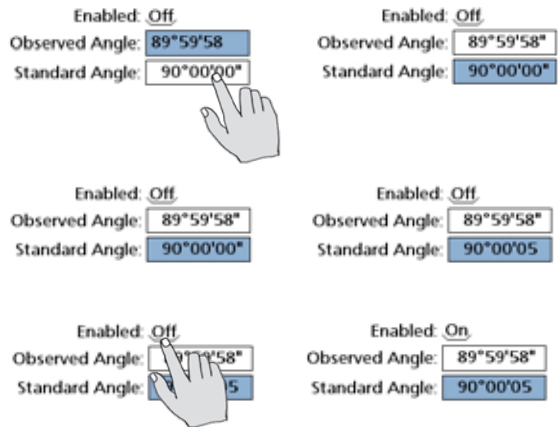 Enabled: Off
Observed Angle: 89°59'58
Standard Angle: 90°00'00"
Enabled: Off
Observed Angle: 89°59'58"
Standard Angle: 90°00'00"
Enabled: Off
Observed Angle: 89°59'58"
Standard Angle: 90°00'00"
Enabled: Off
Observed Angle: 89°59'58"
Standard Angle: 90°00'05
Enabled: Off
Observed Angle: 58"
Standard Angle: 5
Enabled: On
Observed Angle: 89°59'58"
Standard Angle: 90°00'05